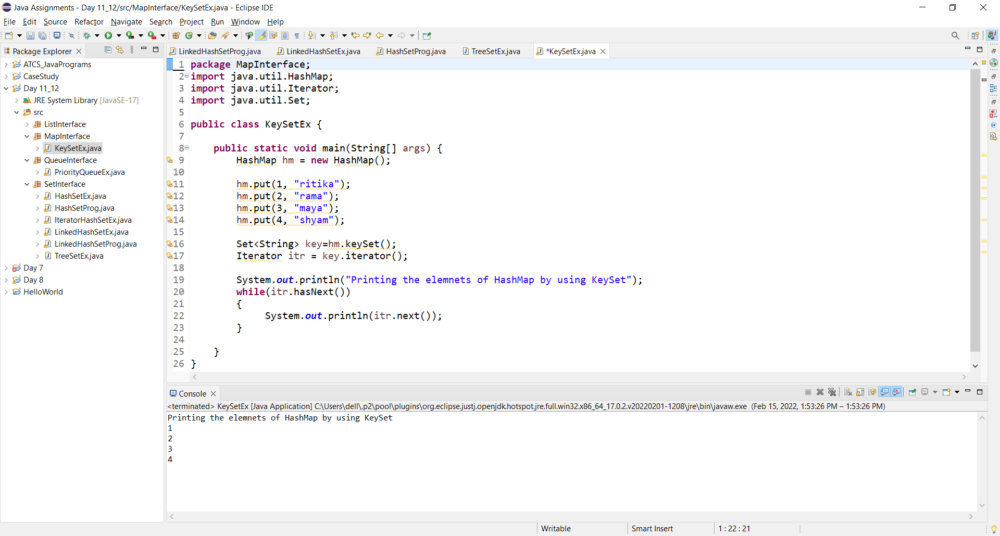 Java Assignments - Day 11_12/src/MapInterface/KeySetEx.java - Eclipse IDE
File Edit Source Refactor Navigate Search Project Run Window Help
Package Explorer
LinkedHashSetProg.java LinkedHashSetEx.java HashSetProg.java TreeSetEx.java *KeySetEx.java
ATCS_JavaPrograms
CaseStudy
Day 11_12
JRE System Library [JavaSE-17]
src
ListInterface
MapInterface
KeySetEx.java
QueueInterface
PriorityQueueEx.java
SetInterface
HashSetEx.java
HashSetProg.java
IteratorHashSetEx.java
LinkedHashSetEx.java
LinkedHashSetProg.java
TreeSetEx.java
Day 7
Day 8
HelloWorld
1 package MapInterface;
2 import java.util.HashMap;
3 import java.util.Iterator;
4 import java.util.Set;
5
6 public class KeySetEx {
7
8 public static void main(String[] args) {
9 HashMap hm = new HashMap();
10
11 hm.put(1, "ritika");
12 hm.put(2, "rama");
13 hm.put(3, "maya");
14 hm.put(4, "shyam");
15
16 Set<String> key=hm.keySet();
17 Iterator itr = key.iterator();
18
19 System.out.println("Printing the elemnets of HashMap by using KeySet");
20 while(itr.hasNext())
21 {
22 System.out.println(itr.next());
23 }
24
25 }
26 }
Console
<terminated> KeySetEx [Java Application] C:\Users\dell\.p2\pool\plugins\org.eclipse.justj.openjdk.hotspot.jre.full.win32.x86_64_17.0.2.v20220201-1208\jre\bin\javaw.exe (Feb 15, 2022, 1:53:26 PM – 1:53:26 PM)
Printing the elemnets of HashMap by using KeySet
1
2
3
4
Writable Smart Insert 1 : 22 : 21